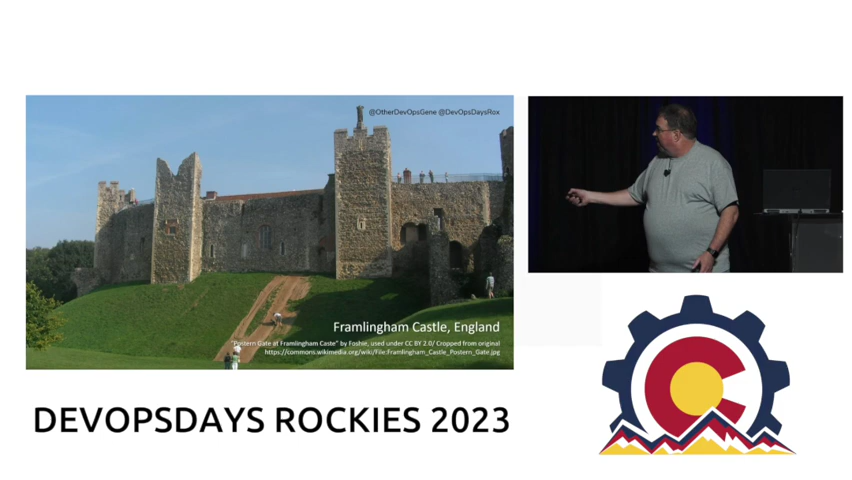 @OtherDevOpsGene @DevOpsDaysRox
Framlingham Castle, England
"Postern Gate at Framlingham Caste" by Foshie, used under CC BY 2.0/ Cropped from original
https://commons.wikimedia.org/wiki/File:Framlingham_Castle_Postern_Gate.jpg
DEVOPSDAYS ROCKIES 2023